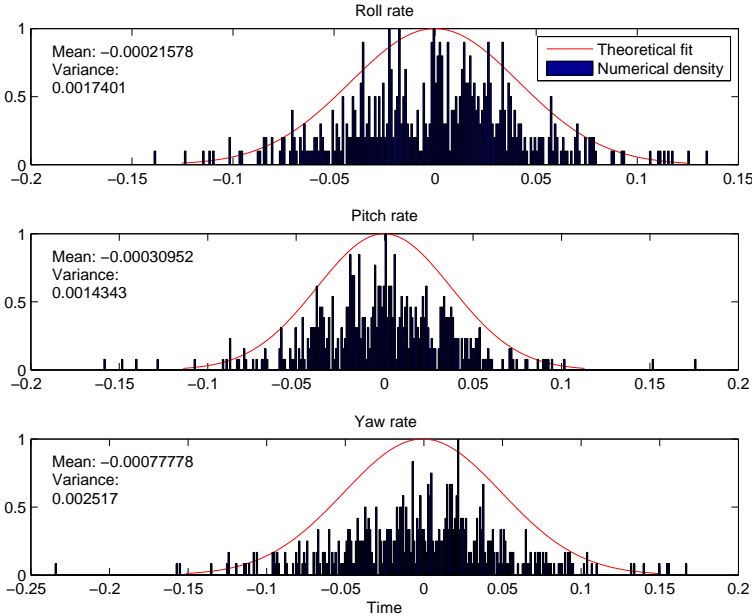 Roll rate
1
0.5
0
Mean: −0.00021578
Variance:
0.0017401
Theoretical fit
Numerical density
−0.2 −0.15 −0.1 −0.05 0 0.05 0.1 0.15
Pitch rate
1
0.5
0
Mean: −0.00030952
Variance:
0.0014343
−0.2 −0.15 −0.1 −0.05 0 0.05 0.1 0.15 0.2
Yaw rate
1
0.5
0
Mean: −0.00077778
Variance:
0.002517
−0.25 −0.2 −0.15 −0.1 −0.05 0 0.05 0.1 0.15 0.2
Time